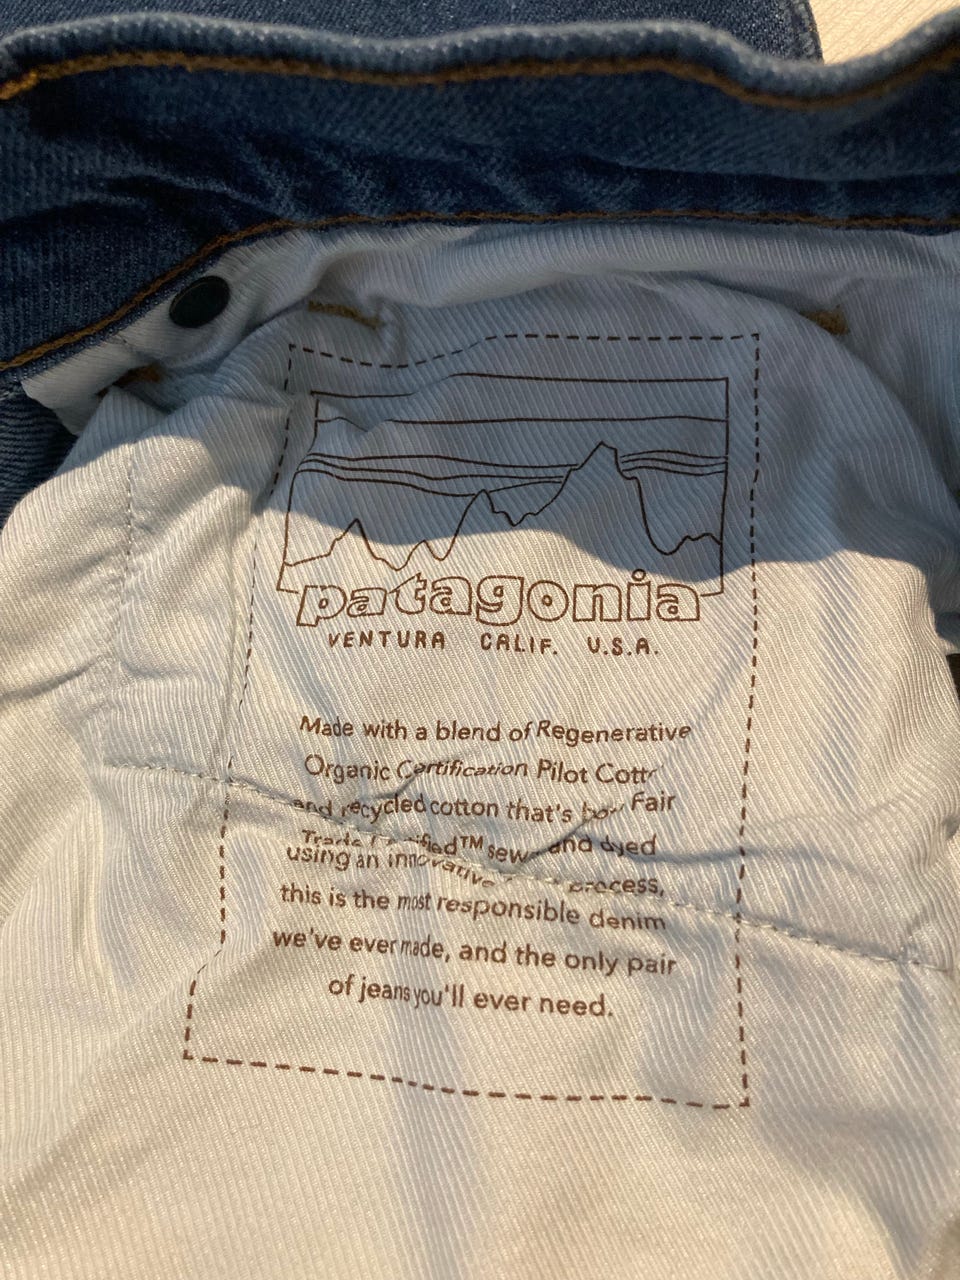 patagonia
VENTURA CALIF. U.S.A.
Made with a blend of Regenerative
Organic Certification Pilot
and recycled cotton that's Fair
and dyed
using an innovative process,
this is the most responsible denim
we've ever made, and the only pair
of jeans you'll ever need.